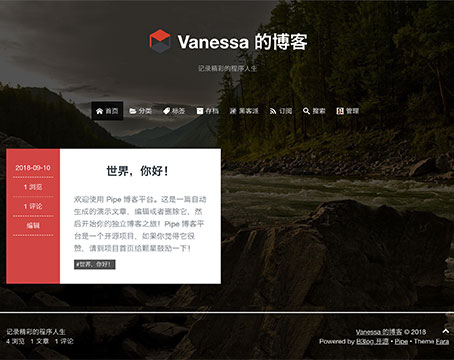 Vanessa 的博客
记录精彩的程序人生
首页 分类 标签 存档 黑客派 订阅 搜索 管理
2018-09-10
1 浏览
1 评论
编辑
世界，你好！
欢迎使用 Pipe 博客平台。这是一篇自动
生成的演示文章，编辑或者删除它，然
后开始你的独立博客之旅！Pipe 博客平
台是一个开源项目，如果你觉得它很
赞，请到项目首页给颗星鼓励一下！
#世界，你好！
记录精彩的程序人生
4 浏览 1 文章 1 评论
Vanessa 的博客 © 2018
Powered by B3log 开源 • Pipe • Theme Fara